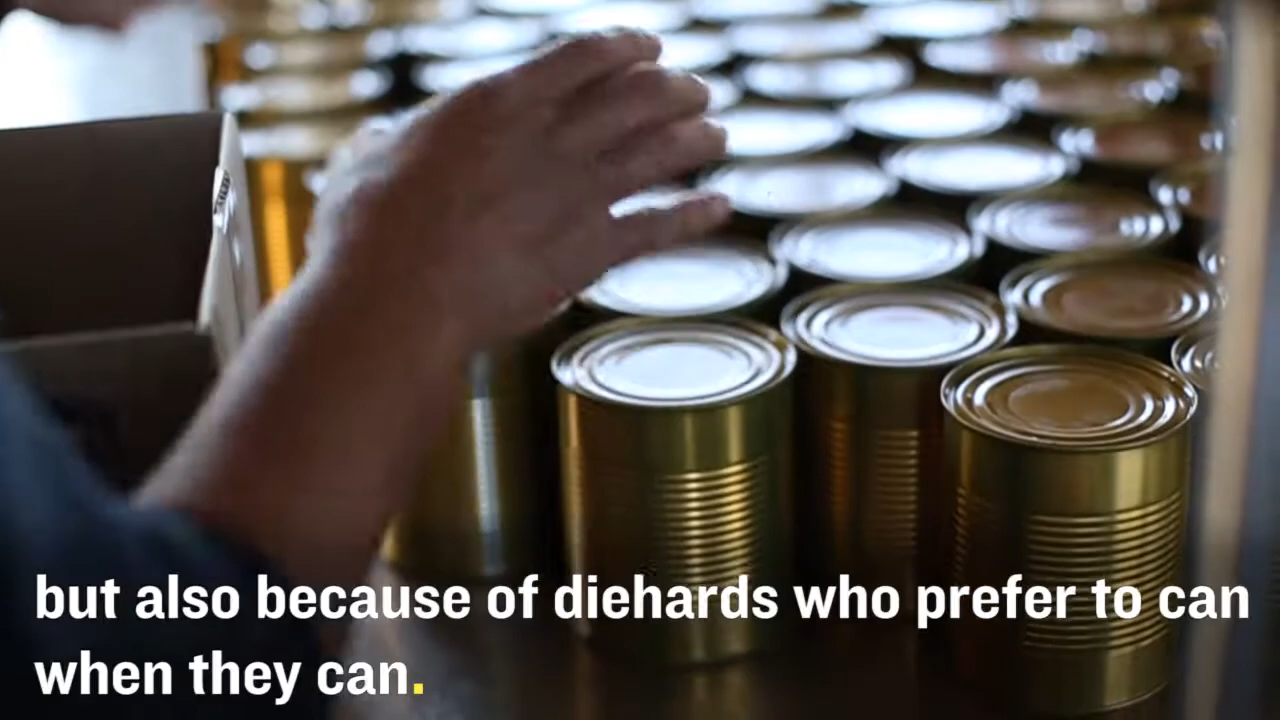 but also because of diehards who prefer to can
when they can.